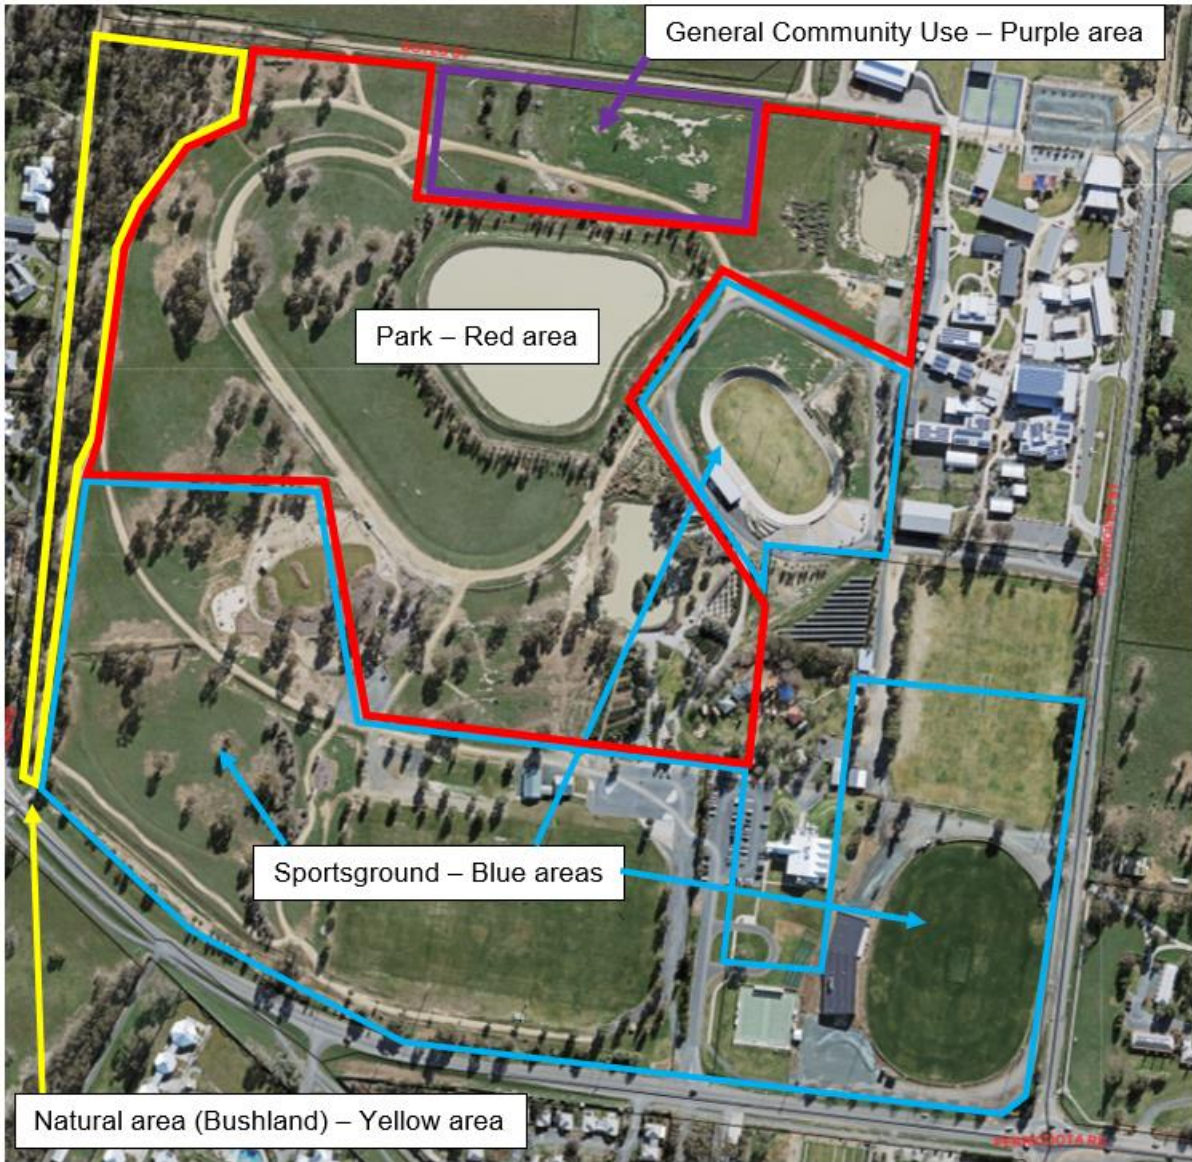 General Community Use – Purple area
Park – Red area
Sportsground – Blue areas
Natural area (Bushland) – Yellow area